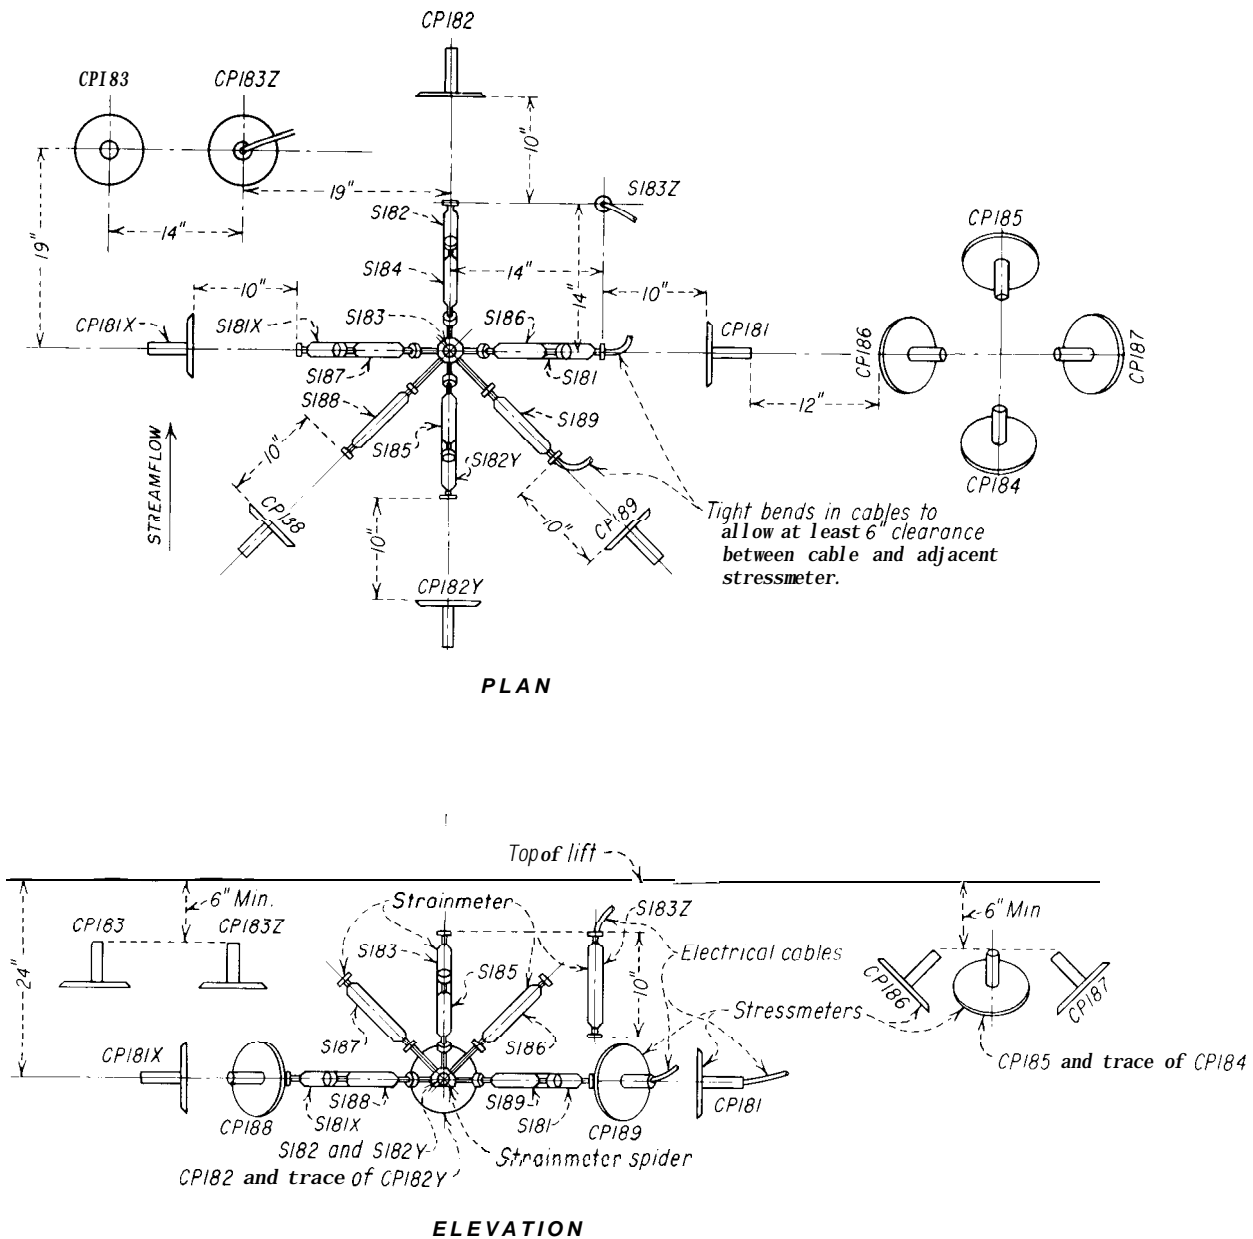 CP182
CP183
CP183Z
10"
19"
S183Z
S182
14"
19"
S184
14"
14"
CP185
10"
10"
CP181X
S181X
S183
S186
CP181
CP186
CP187
S187
S181
S188
S189
12"
10"
S185
S182Y
CP184
STREAMFLOW
CP138
10"
CP189
10"
Tight bends in cables to
allow at least 6" clearance
between cable and adjacent
stressmeter.
CP182Y
PLAN
Top of lift
6" Min.
Strainmeter
S183Z
6" Min
CP183
CP183Z
S183
S185
Electrical cables
24"
10"
CP186
CP187
Stressmeters
S187
S186
CP181X
CP185 and trace of CP184
S188
S189
CP188
S181X
S181
CP189
CP181
S182 and S182Y
Strainmeter spider
CP182 and trace of CP182Y
ELEVATION